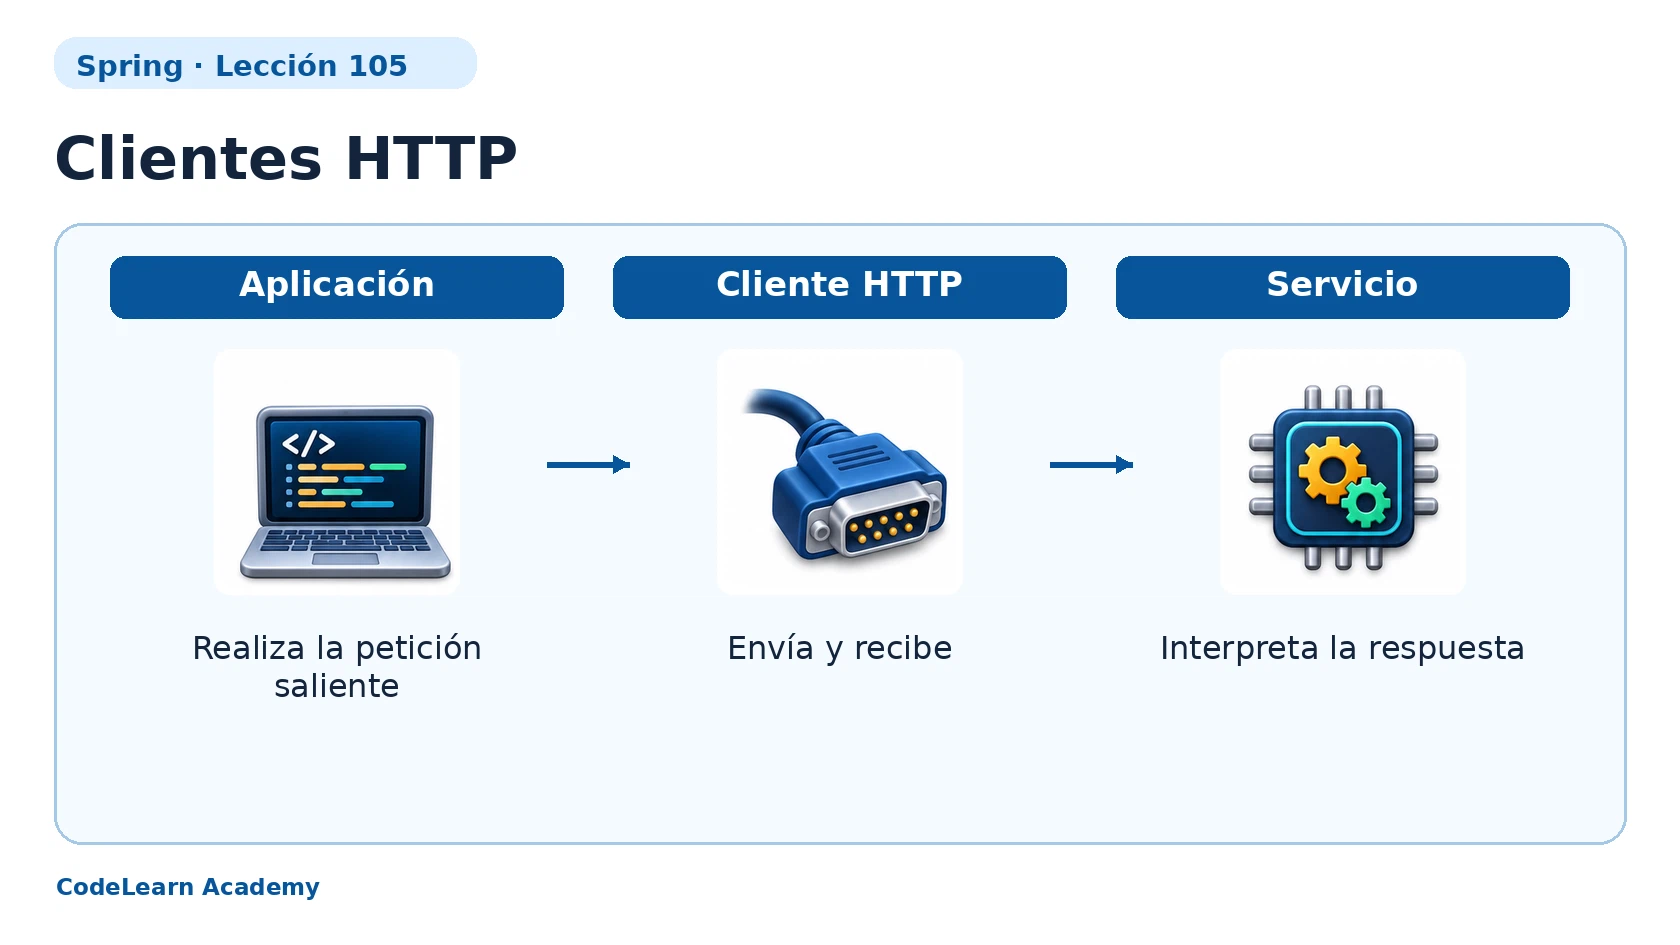 Spring · Lección 105
Clientes HTTP
Aplicación
Cliente HTTP
Servicio
</>
Realiza la petición
saliente
Envía y recibe
Interpreta la respuesta
CodeLearn Academy